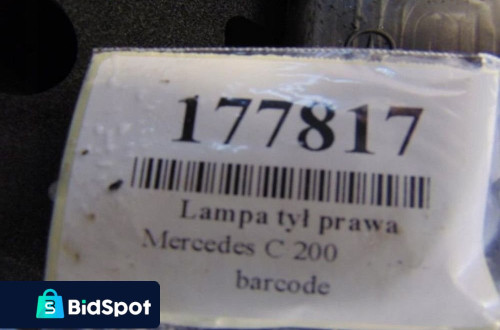 177817
Lampa tył prawa
Mercedes C 200
barcode
BidSpot